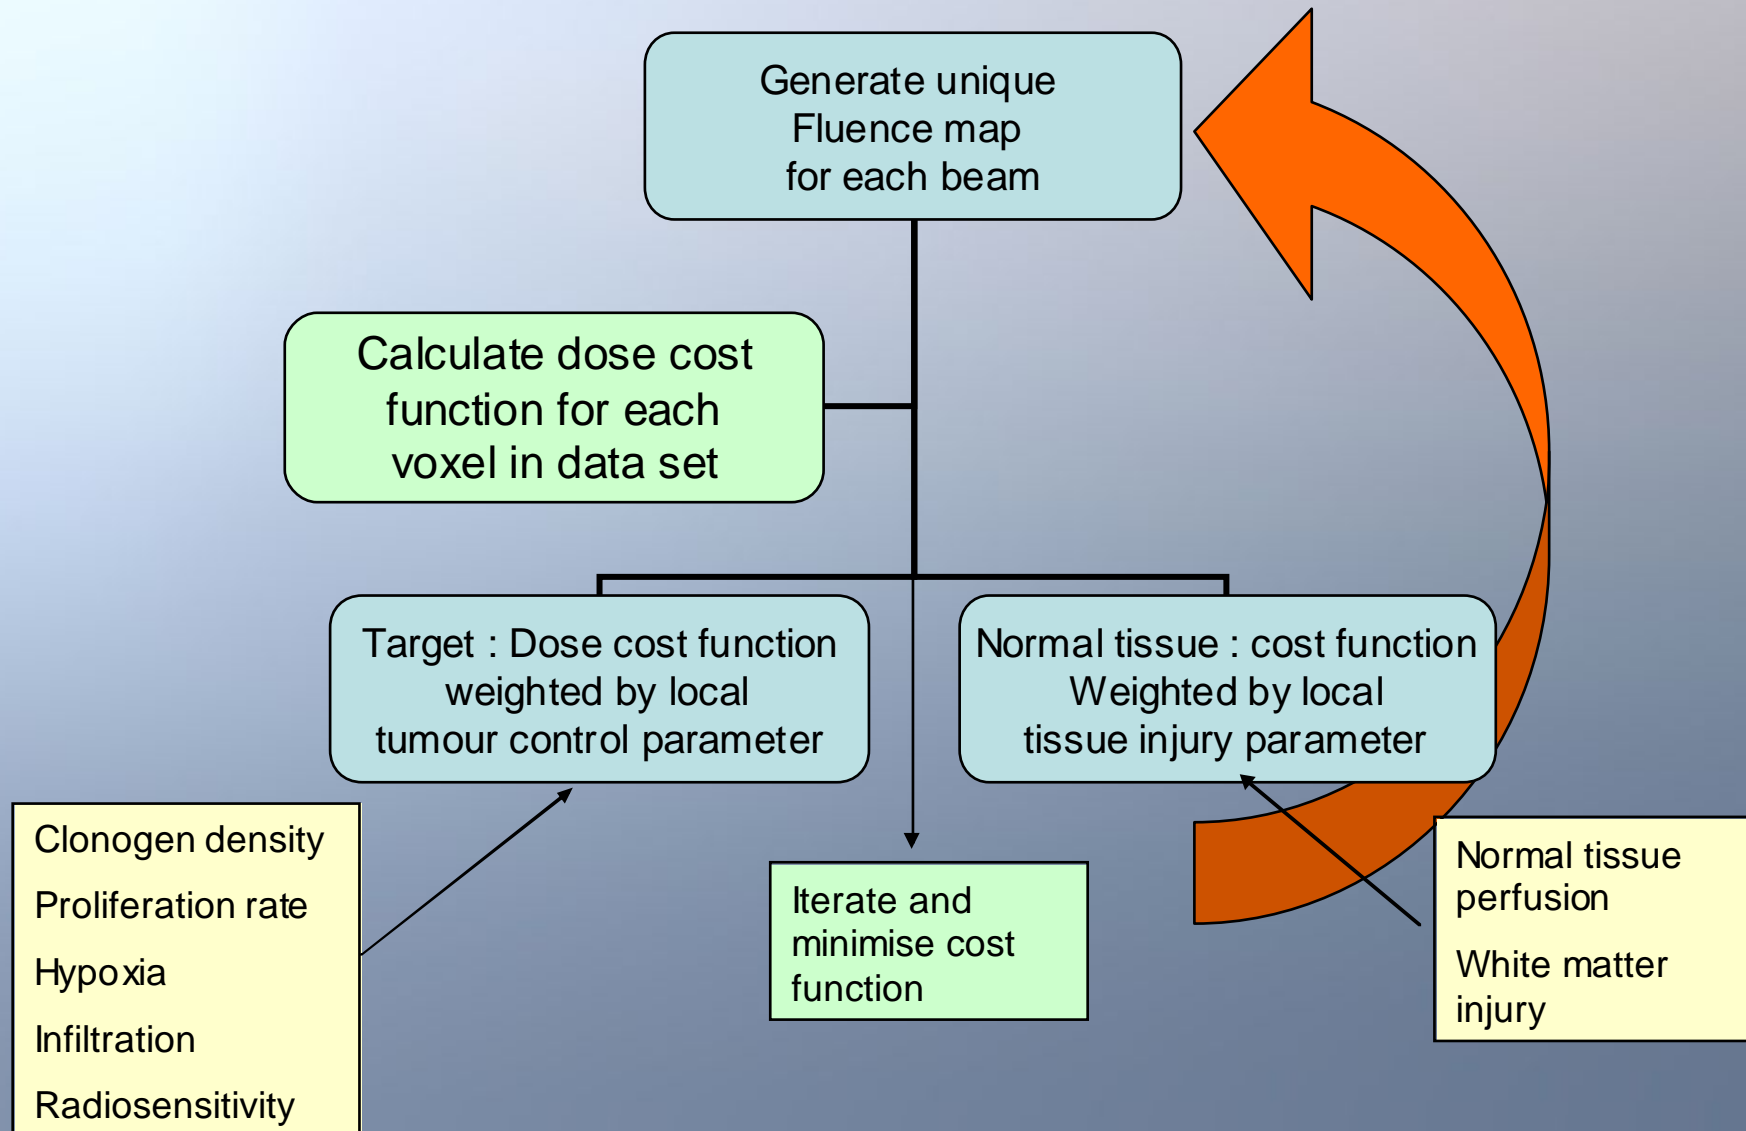 Generate unique
Fluence map
for each beam
Calculate dose cost
function for each
voxel in data set
Target : Dose cost function
weighted by local
tumour control parameter
Normal tissue : cost function
Weighted by local
tissue injury parameter
Clonogen density
Proliferation rate
Hypoxia
Infiltration
Radiosensitivity
Iterate and
minimise cost
function
Normal tissue
perfusion
White matter
injury